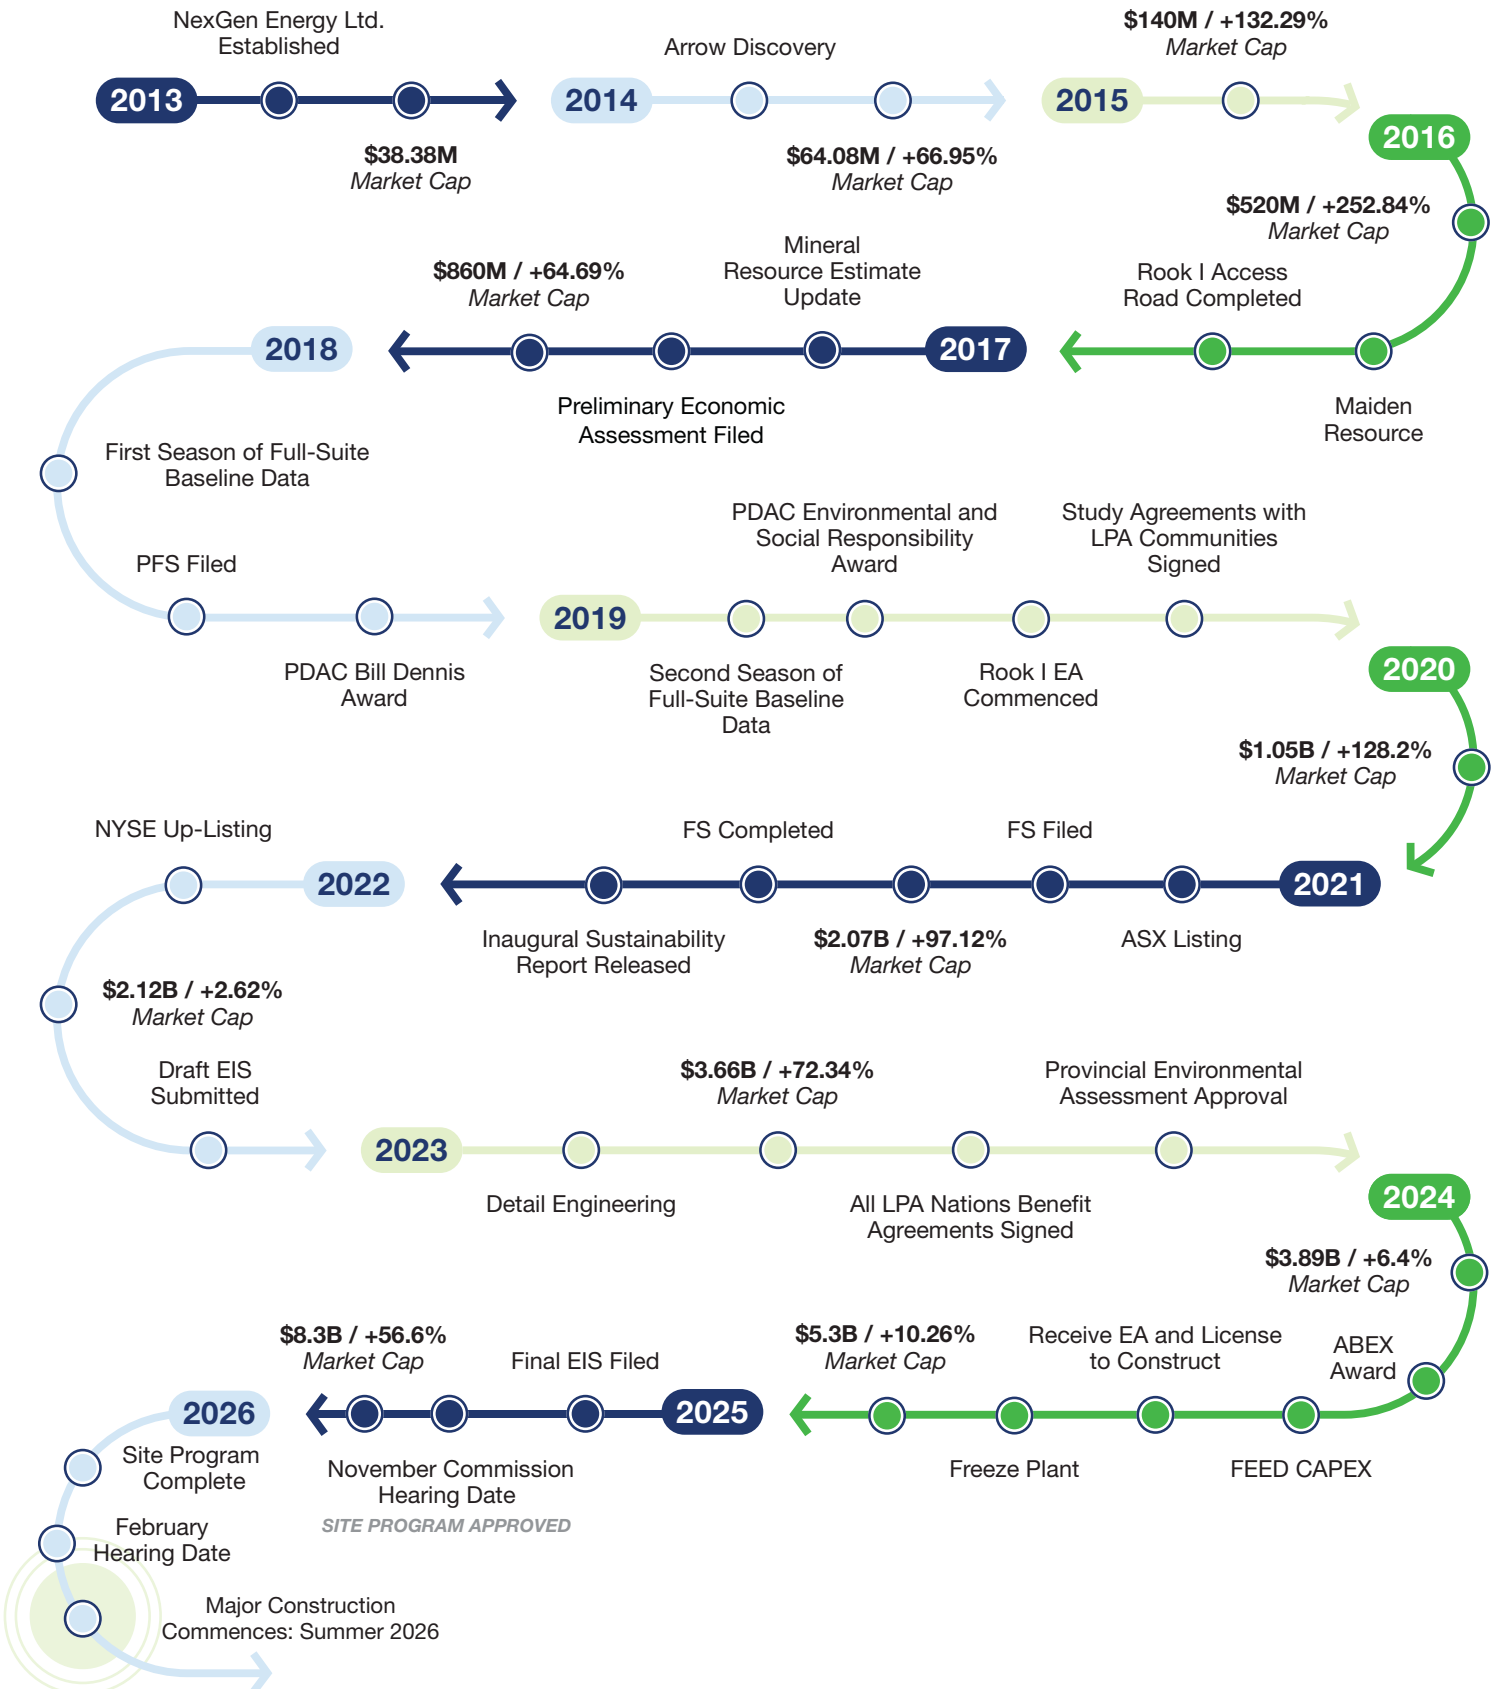 2013
NexGen Energy Ltd.
Established
$38.38M
Market Cap
2014
Arrow Discovery
$64.08M / +66.95%
Market Cap
2015
$140M / +132.29%
Market Cap
2016
$520M / +252.84%
Market Cap
Maiden
Resource
Rook I Access
Road Completed
2017
Mineral
Resource Estimate
Update
Preliminary Economic
Assessment Filed
$860M / +64.69%
Market Cap
2018
First Season of Full-Suite
Baseline Data
PFS Filed
PDAC Bill Dennis
Award
2019
Second Season of
Full-Suite Baseline
Data
PDAC Environmental and
Social Responsibility
Award
Rook I EA
Commenced
Study Agreements with
LPA Communities
Signed
2020
$1.05B / +128.2%
Market Cap
2021
ASX Listing
FS Filed
$2.07B / +97.12%
Market Cap
FS Completed
Inaugural Sustainability
Report Released
2022
NYSE Up-Listing
$2.12B / +2.62%
Market Cap
Draft EIS
Submitted
2023
Detail Engineering
$3.66B / +72.34%
Market Cap
All LPA Nations Benefit
Agreements Signed
Provincial Environmental
Assessment Approval
2024
$3.89B / +6.4%
Market Cap
ABEX
Award
FEED CAPEX
Receive EA and License
to Construct
Freeze Plant
$5.3B / +10.26%
Market Cap
2025
Final EIS Filed
November Commission
Hearing Date
SITE PROGRAM APPROVED
$8.3B / +56.6%
Market Cap
2026
Site Program
Complete
February
Hearing Date
Major Construction
Commences: Summer 2026